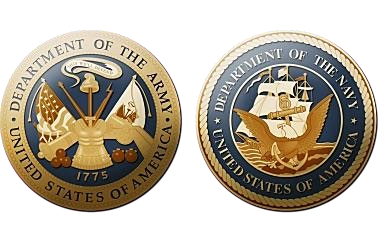 DEPARTMENT OF THE ARMY
1775
UNITED STATES OF AMERICA
DEPARTMENT OF THE NAVY
UNITED STATES OF AMERICA